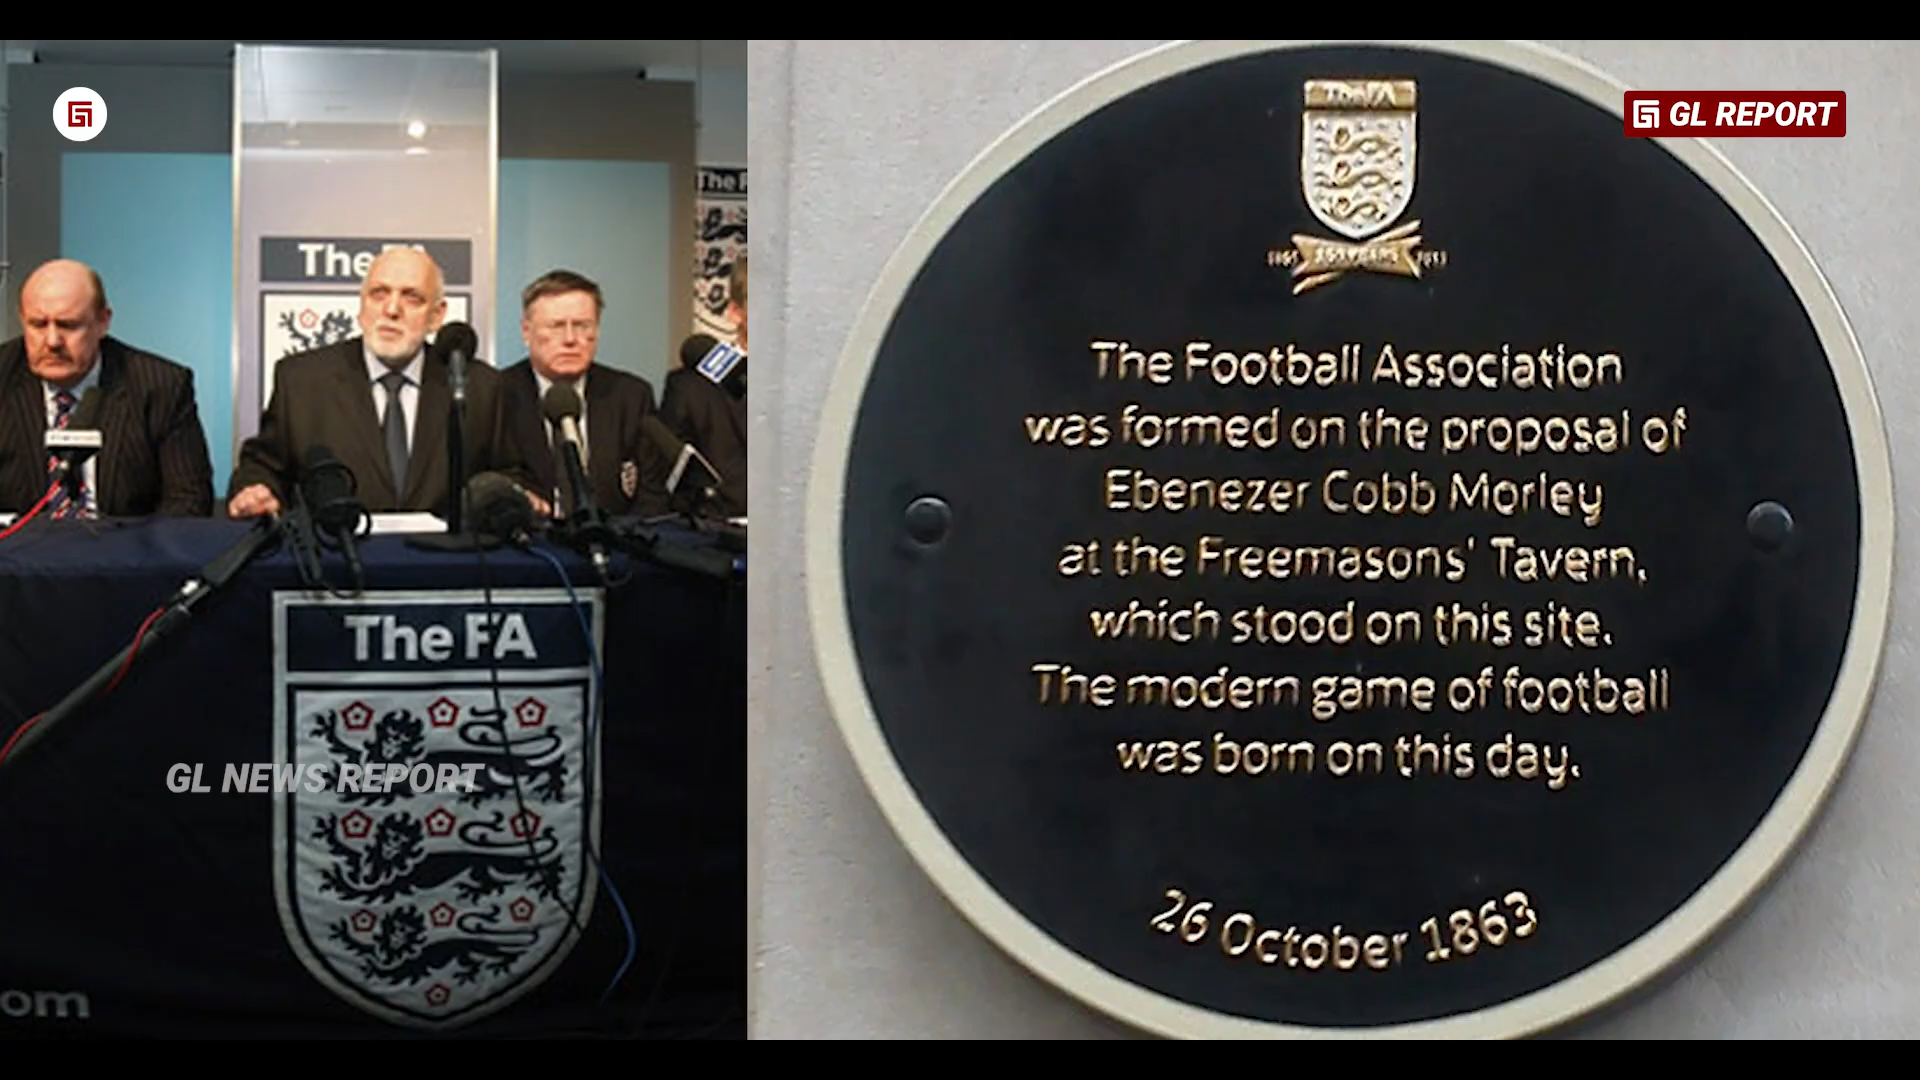 GL REPORT
The FA
The F
The FA
GL NEWS REPORT
om
The FA
The Football Association
was formed on the proposal of
Ebenezer Cobb Morley
at the Freemasons' Tavern,
which stood on this site.
The modern game of football
was born on this day.
26 October 1863